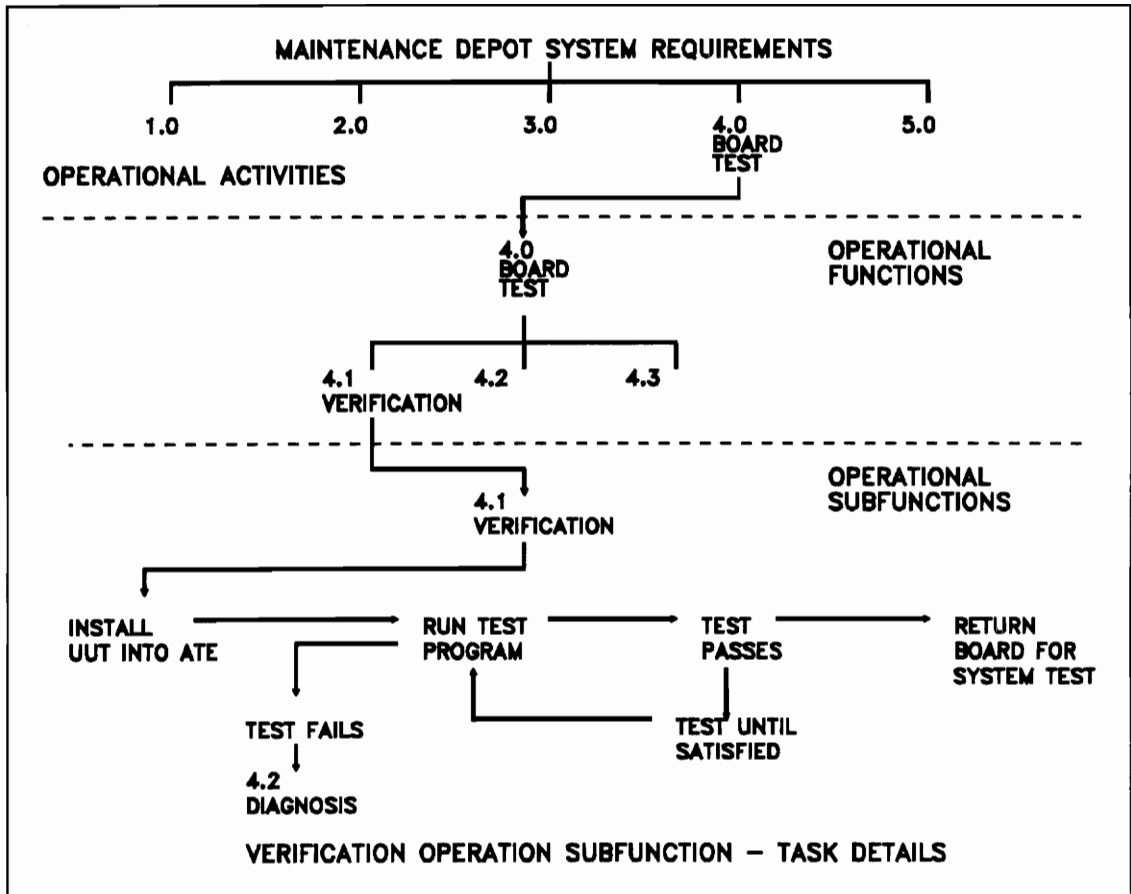 MAINTENANCE DEPOT SYSTEM REQUIREMENTS
1.0 2.0 3.0 4.0 5.0
BOARD
TEST
OPERATIONAL ACTIVITIES
4.0
BOARD
TEST
OPERATIONAL
FUNCTIONS
4.1 4.2 4.3
VERIFICATION
OPERATIONAL
SUBFUNCTIONS
4.1
VERIFICATION
INSTALL
UUT INTO ATE
RUN TEST
PROGRAM
TEST
PASSES
RETURN
BOARD FOR
SYSTEM TEST
TEST FAILS
TEST UNTIL
SATISFIED
4.2
DIAGNOSIS
VERIFICATION OPERATION SUBFUNCTION – TASK DETAILS